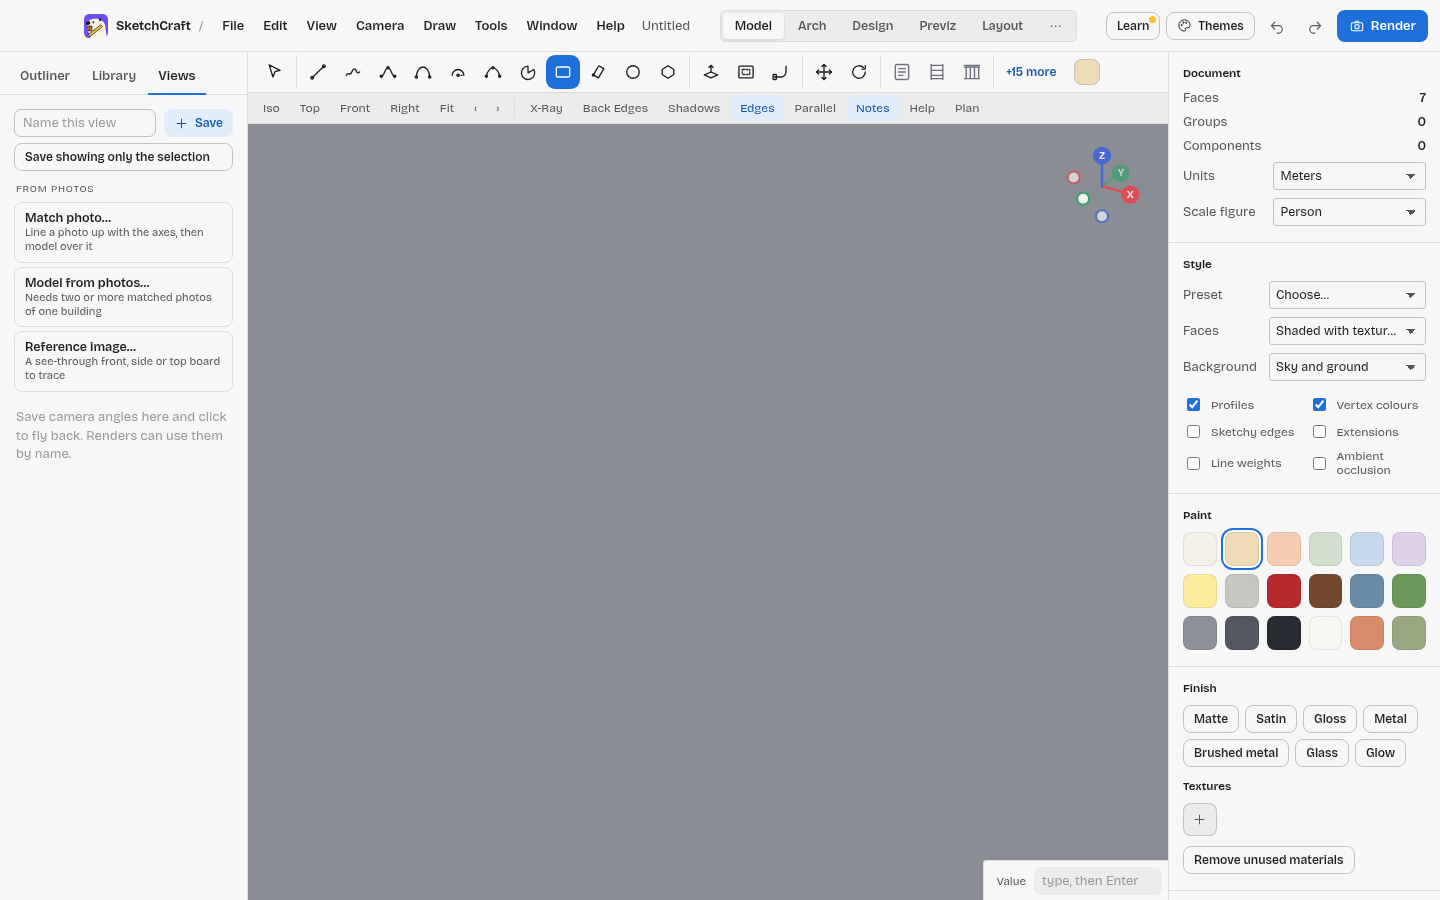 SketchCraft / File Edit View Camera Draw Tools Window Help Untitled Model Arch Design Previz Layout ··· Learn Themes Render
Outliner Library Views
+15 more
Iso Top Front Right Fit ‹ › X-Ray Back Edges Shadows Edges Parallel Notes Help Plan
Name this view + Save
Save showing only the selection
FROM PHOTOS
Match photo...
Line a photo up with the axes, then
model over it
Model from photos...
Needs two or more matched photos
of one building
Reference image...
A see-through front, side or top board
to trace
Save camera angles here and click
to fly back. Renders can use them
by name.
Z
Y
X
Value type, then Enter
Document
Faces 7
Groups 0
Components 0
Units Meters
Scale figure Person
Style
Preset Choose...
Faces Shaded with textur...
Background Sky and ground
Profiles Vertex colours
Sketchy edges Extensions
Line weights Ambient
occlusion
Paint
Finish
Matte Satin Gloss Metal
Brushed metal Glass Glow
Textures
+
Remove unused materials